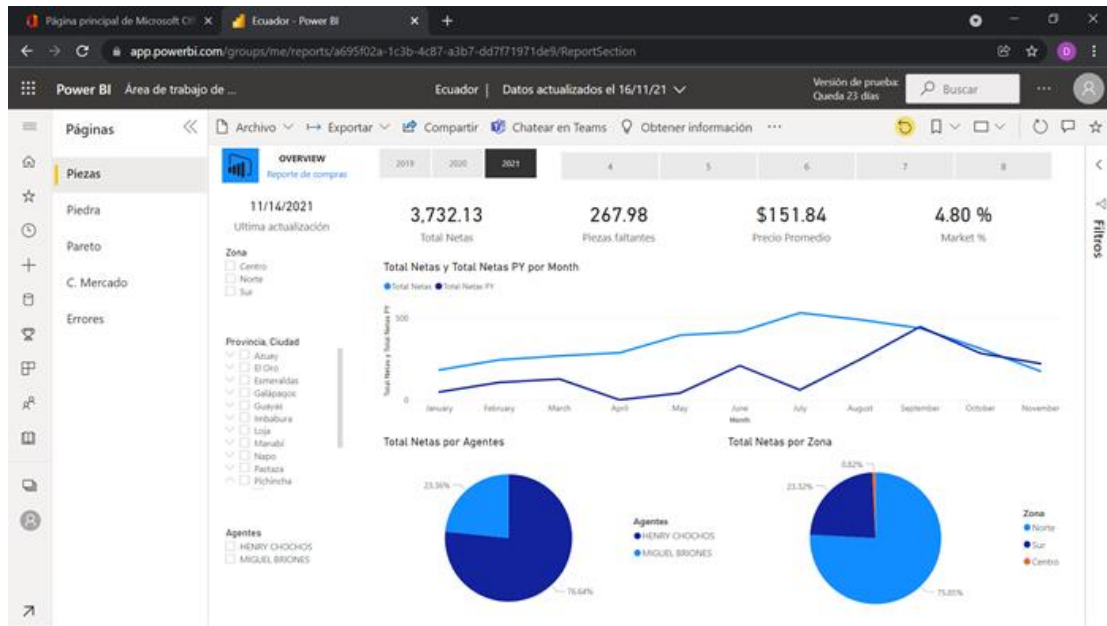 Página principal de Microsoft Of
Ecuador - Power BI
app.powerbi.com/groups/me/reports/a695f02a-1c3b-4c87-a3b7-dd7f71971de9/ReportSection
D
Power BI Área de trabajo de ...
Ecuador | Datos actualizados el 16/11/21
Versión de prueba:
Queda 23 días
Buscar
Páginas
Archivo Exportar Compartir Chatear en Teams Obtener información ...
Piezas
Piedra
Pareto
C. Mercado
Errores
OVERVIEW
Reporte de compras
2019 2020 2021
4 5 6 7 8
11/14/2021
Ultima actualización
3,732.13
Total Netas
267.98
Piezas faltantes
$151.84
Precio Promedio
4.80 %
Market %
Filtros
Zona
Centro
Norte
Sur
Provincia, Ciudad
Azuay
El Oro
Esmeraldas
Galápagos
Guayas
Imbabura
Loja
Manabí
Napo
Pastaza
Pichincha
Agentes
HENRY CHOCHOS
MIGUEL BRIONES
Total Netas y Total Netas PY por Month
Total Netas Total Netas PY
Total Netas y Total Netas PY
500
0
January February March April May June July August September October November
Month
Total Netas por Agentes
23.36%
76.64%
Agentes
HENRY CHOCHOS
MIGUEL BRIONES
Total Netas por Zona
0.82%
23.32%
75.85%
Zona
Norte
Sur
Centro